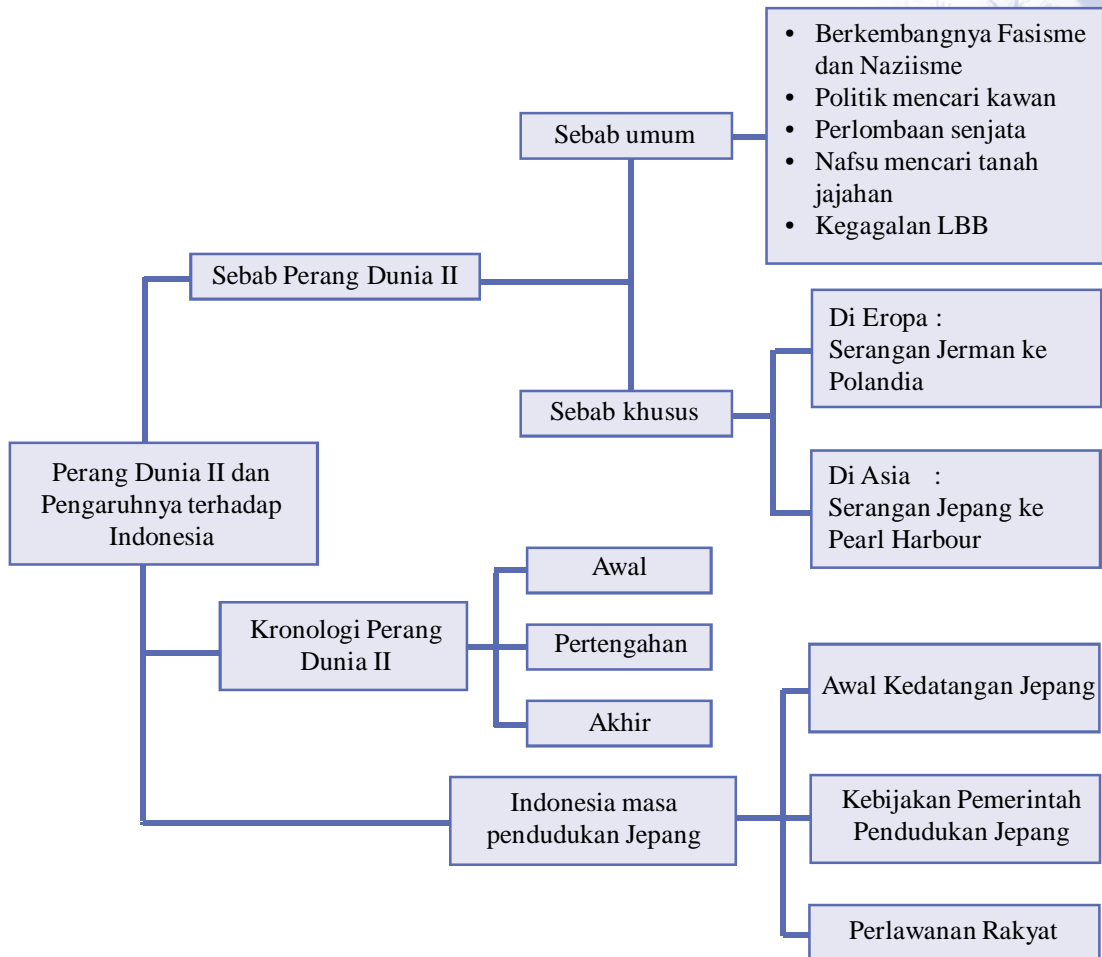 Perang Dunia II dan
Pengaruhnya terhadap
Indonesia
Sebab Perang Dunia II
Sebab umum
• Berkembangnya Fasisme
dan Naziisme
• Politik mencari kawan
• Perlombaan senjata
• Nafsu mencari tanah
jajahan
• Kegagalan LBB
Sebab khusus
Di Eropa :
Serangan Jerman ke
Polandia
Di Asia :
Serangan Jepang ke
Pearl Harbour
Kronologi Perang
Dunia II
Awal
Pertengahan
Akhir
Indonesia masa
pendudukan Jepang
Awal Kedatangan Jepang
Kebijakan Pemerintah
Pendudukan Jepang
Perlawanan Rakyat